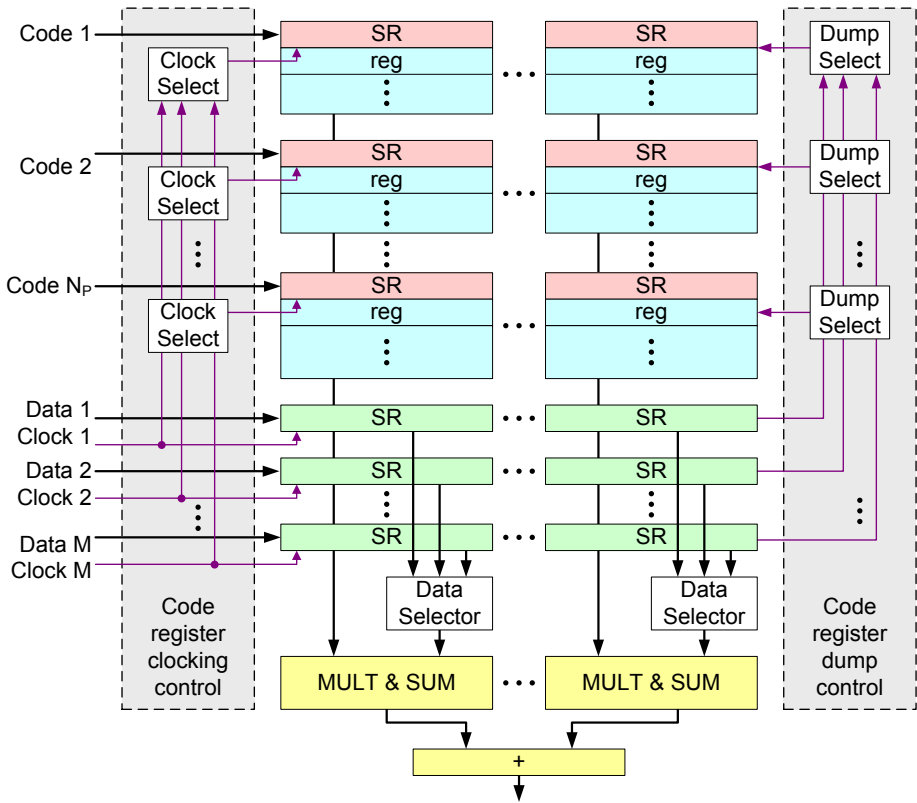 Code 1
SR
SR
Clock
Select
reg
reg
Dump
Select
Code 2
SR
SR
Clock
Select
reg
reg
Dump
Select
Code N_P
SR
SR
Clock
Select
reg
reg
Dump
Select
Data 1
SR
SR
Clock 1
Data 2
SR
SR
Clock 2
Data M
SR
SR
Clock M
Data
Selector
Data
Selector
Code
register
clocking
control
Code
register
dump
control
MULT & SUM
MULT & SUM
+